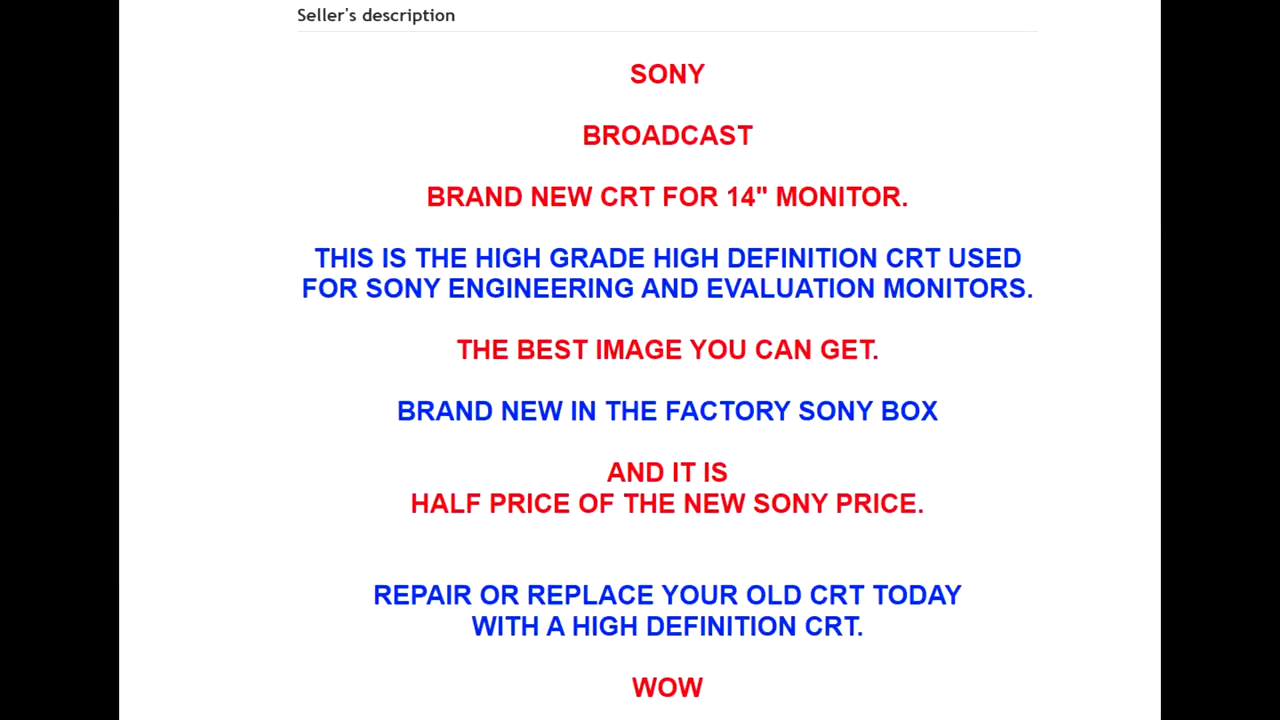 Seller's description
SONY
BROADCAST
BRAND NEW CRT FOR 14" MONITOR.
THIS IS THE HIGH GRADE HIGH DEFINITION CRT USED
FOR SONY ENGINEERING AND EVALUATION MONITORS.
THE BEST IMAGE YOU CAN GET.
BRAND NEW IN THE FACTORY SONY BOX
AND IT IS
HALF PRICE OF THE NEW SONY PRICE.
REPAIR OR REPLACE YOUR OLD CRT TODAY
WITH A HIGH DEFINITION CRT.
WOW